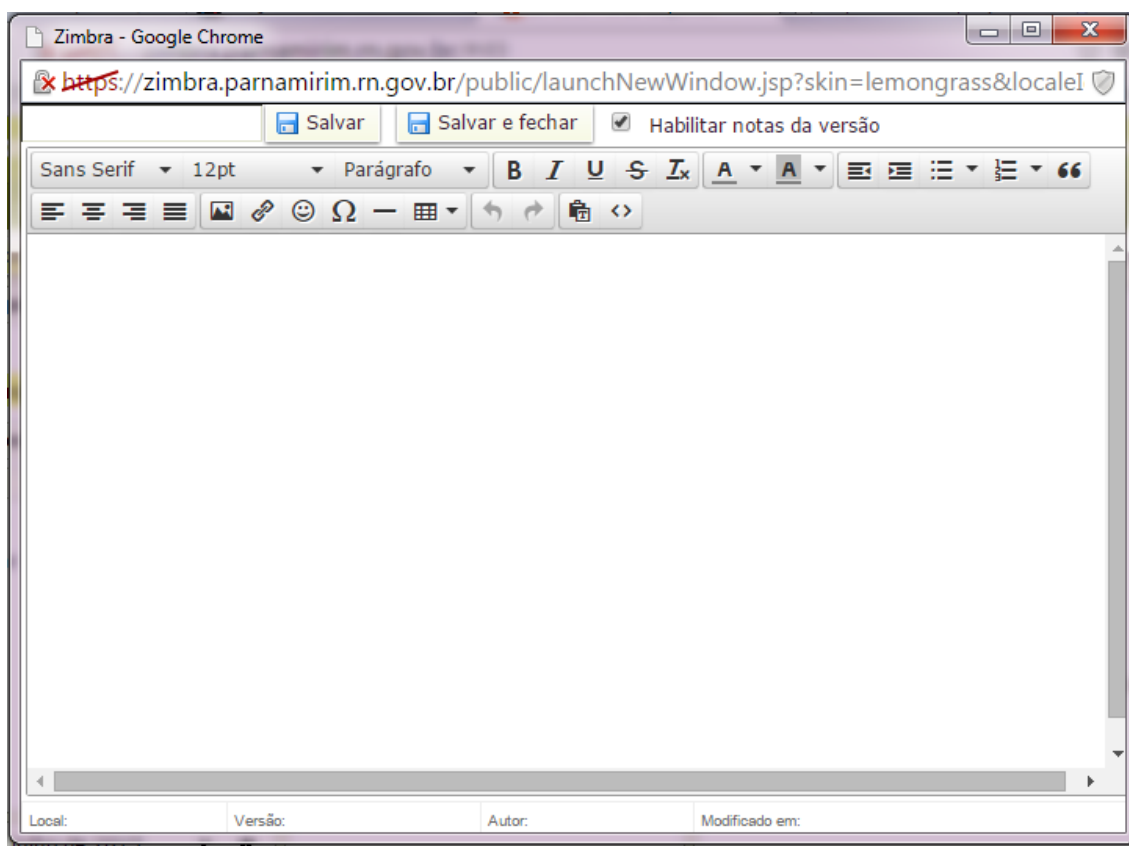 Zimbra - Google Chrome
https://zimbra.parnamirim.rn.gov.br/public/launchNewWindow.jsp?skin=lemongrass&localeI
Salvar Salvar e fechar Habilitar notas da versão
Sans Serif 12pt Parágrafo B I U S Ix A A
Ω
Local: Versão: Autor: Modificado em: